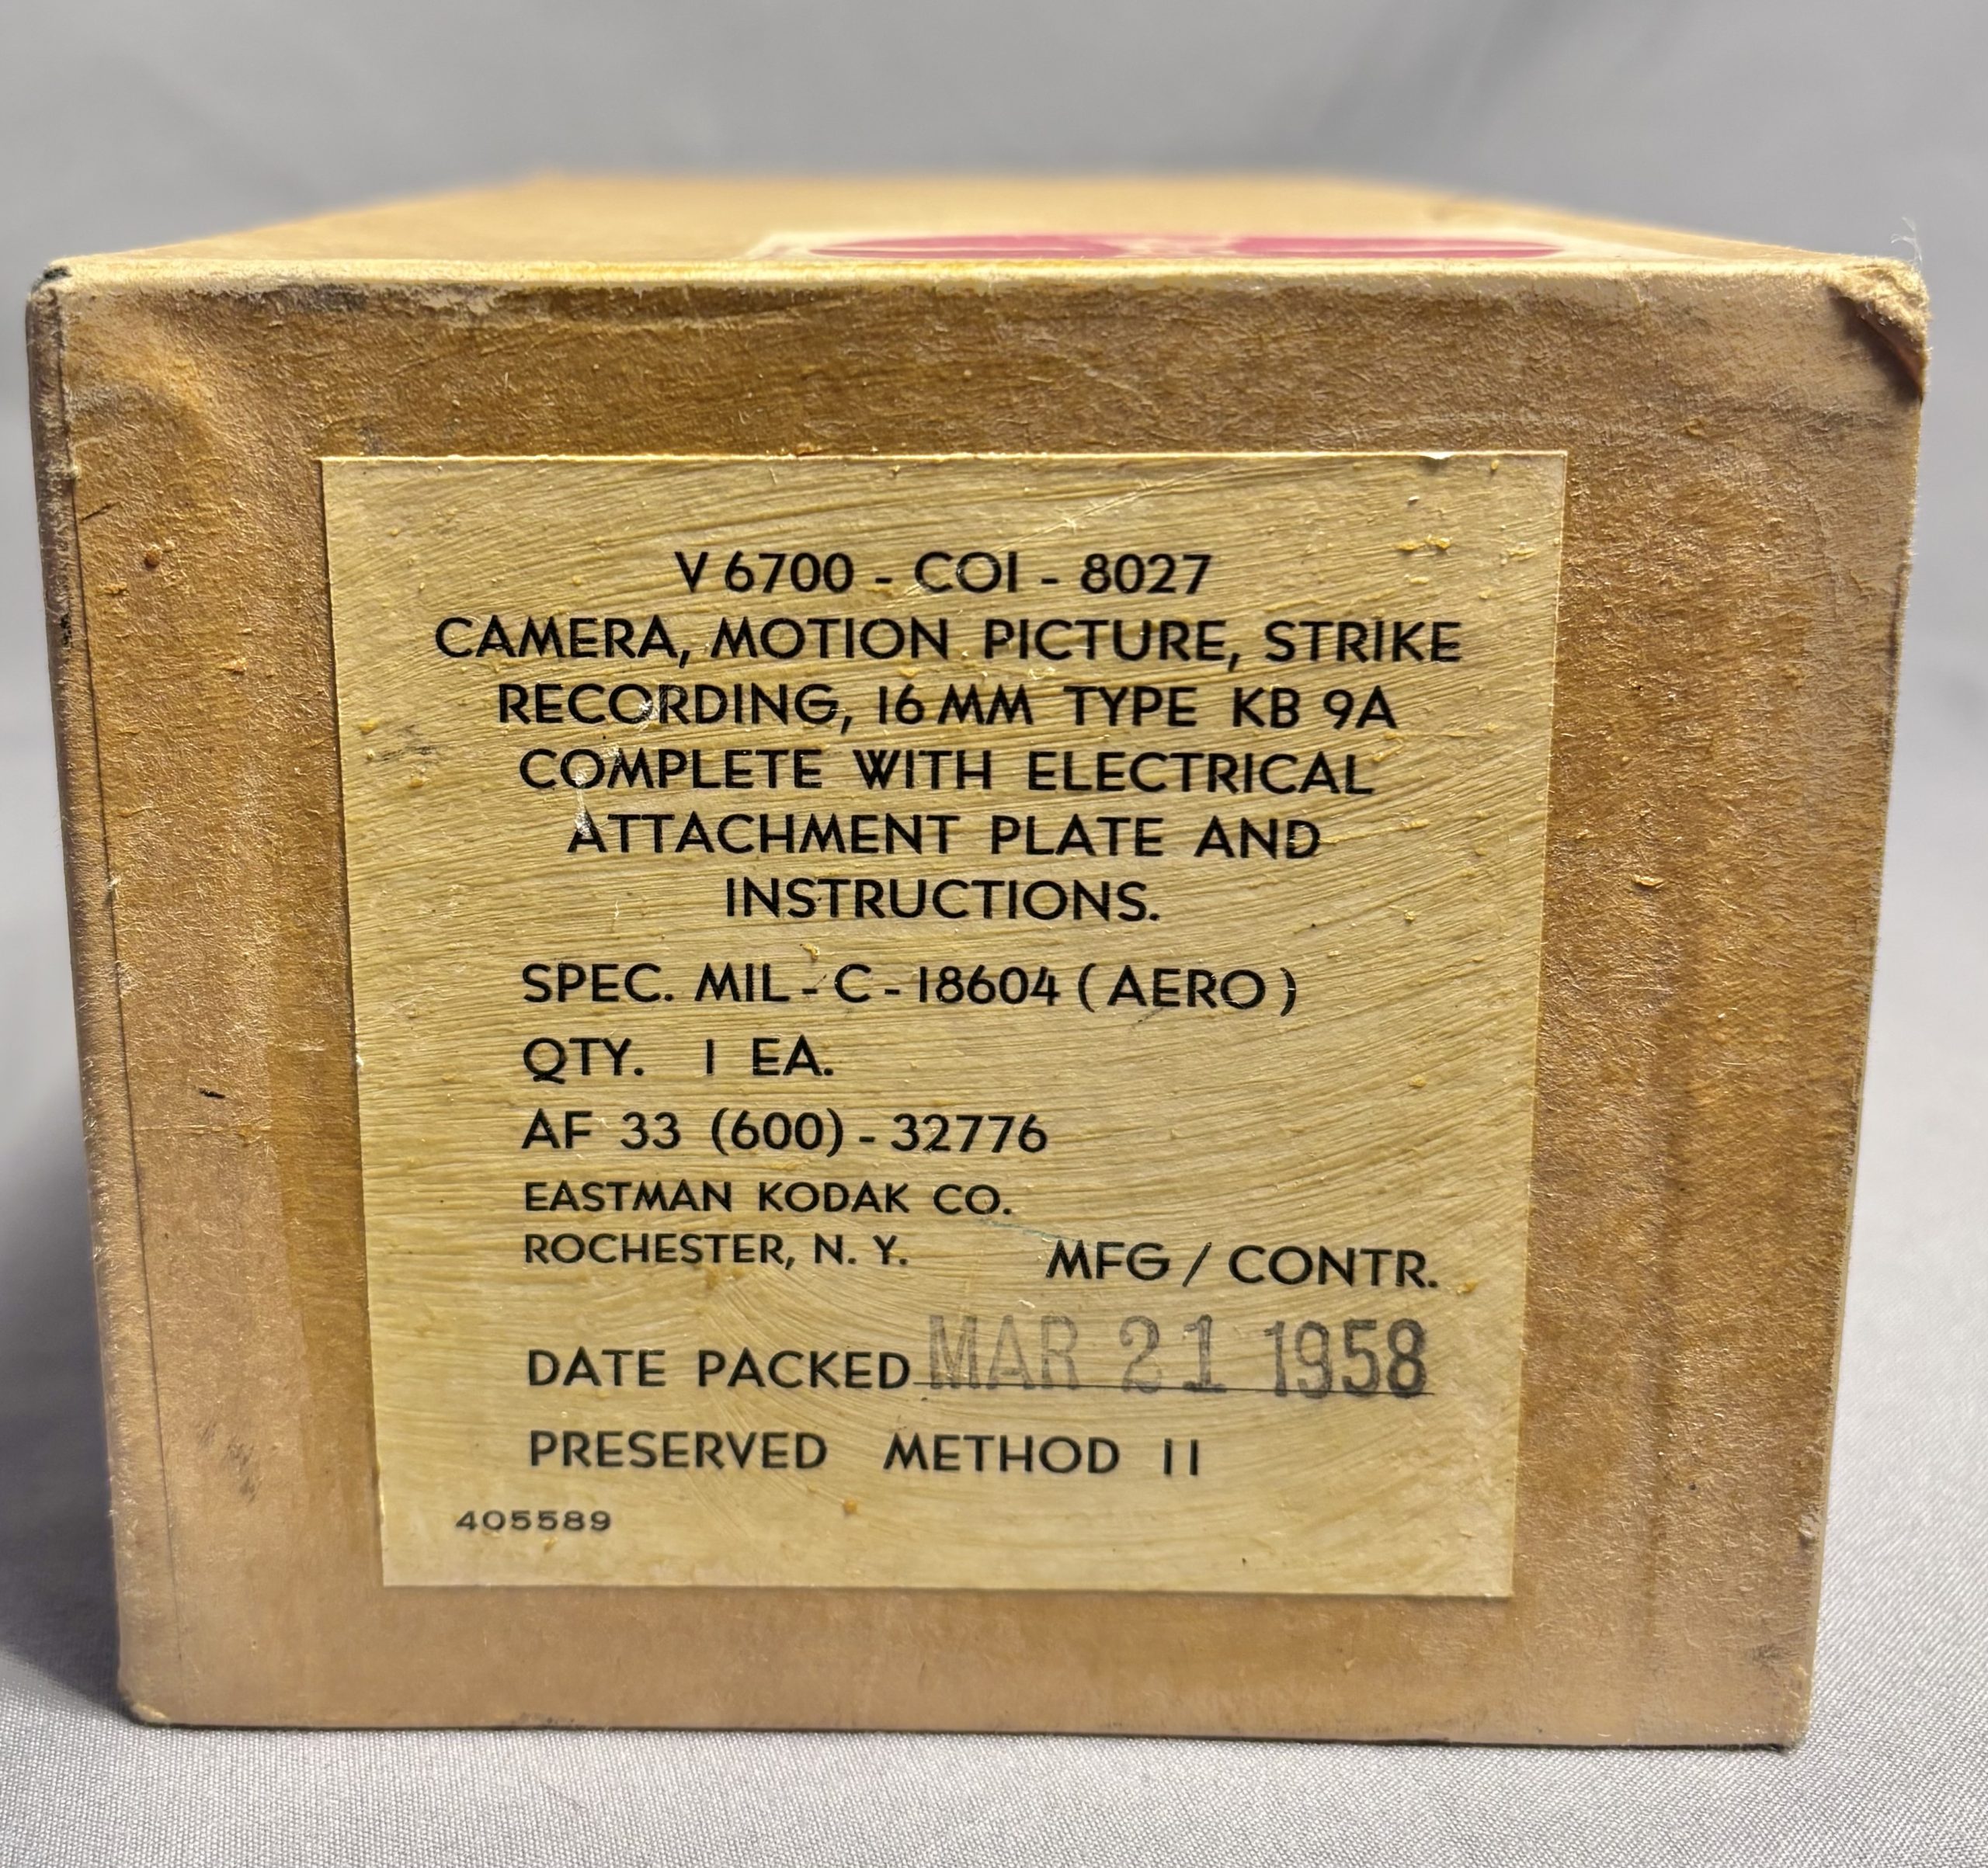 V 6700 - COI - 8027
CAMERA, MOTION PICTURE, STRIKE
RECORDING, 16 MM TYPE KB 9A
COMPLETE WITH ELECTRICAL
ATTACHMENT PLATE AND
INSTRUCTIONS.
SPEC. MIL - C - 18604 ( AERO )
QTY. 1 EA.
AF 33 (600) - 32776
EASTMAN KODAK CO.
ROCHESTER, N. Y. MFG / CONTR.
DATE PACKED MAR 21 1958
PRESERVED METHOD II
405589